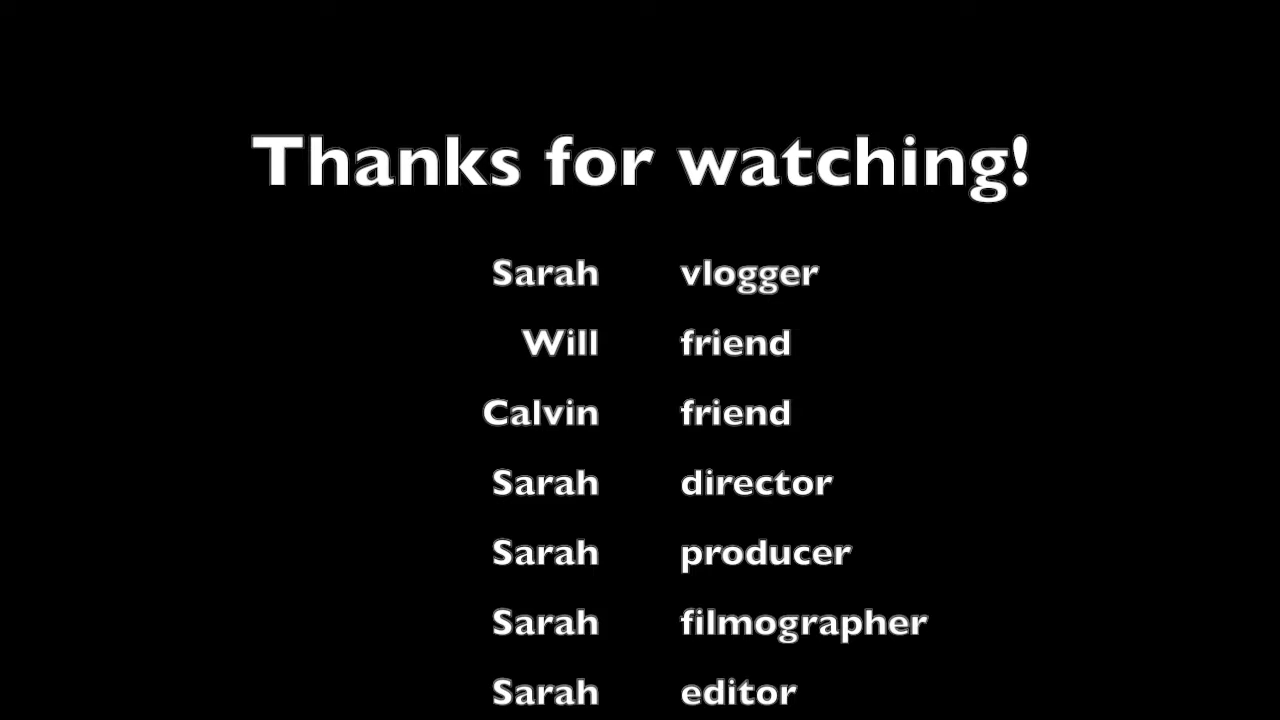 Thanks for watching!
Sarah vlogger
Will friend
Calvin friend
Sarah director
Sarah producer
Sarah filmographer
Sarah editor